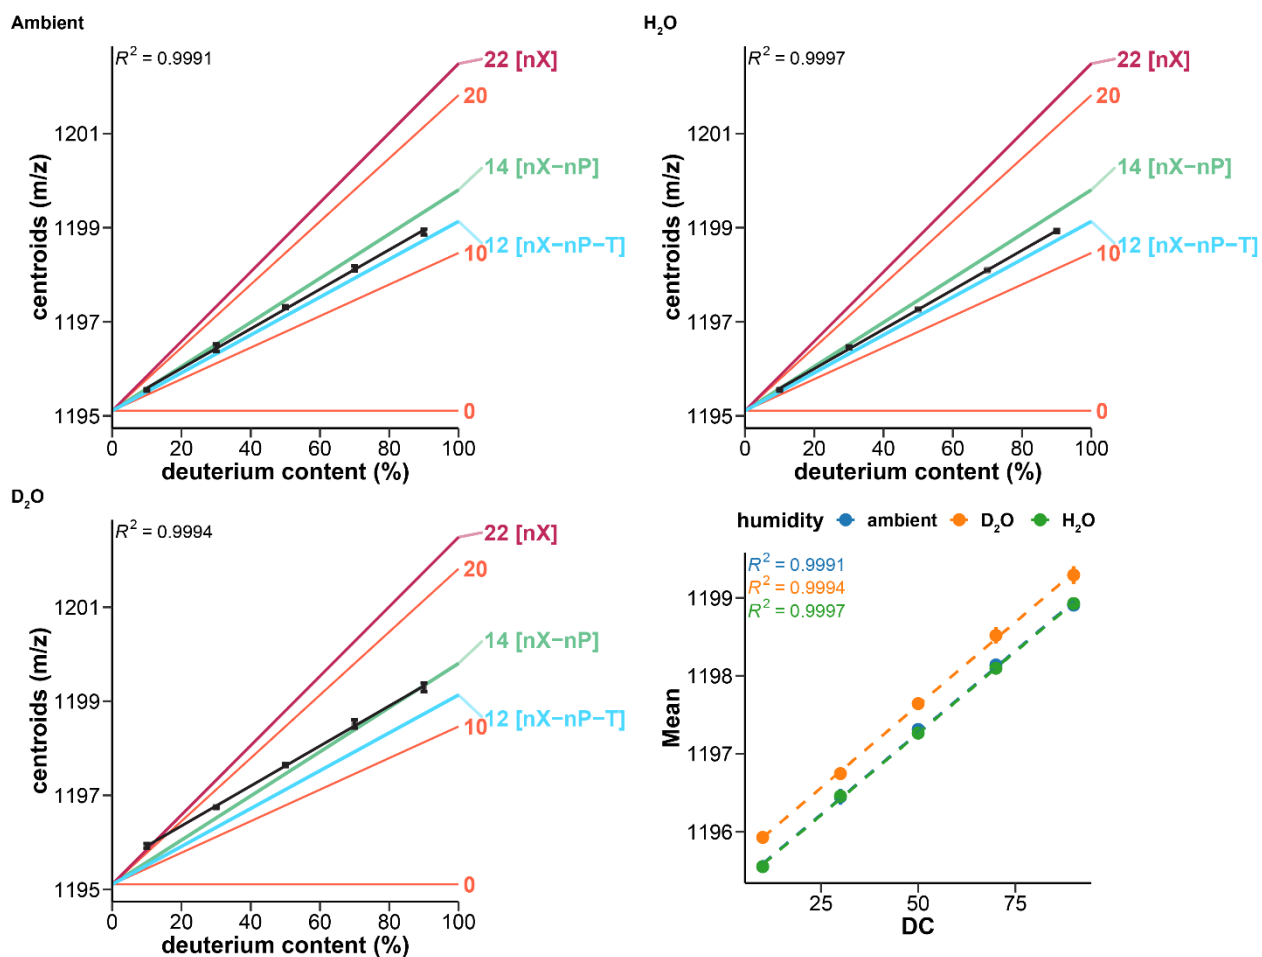 Ambient
R² = 0.9991
22 [nX]
20
14 [nX−nP]
12 [nX−nP−T]
10
0
centroids (m/z)
1201
1199
1197
1195
0 20 40 60 80 100
deuterium content (%)
H₂O
R² = 0.9997
22 [nX]
20
14 [nX−nP]
12 [nX−nP−T]
10
0
centroids (m/z)
1201
1199
1197
1195
0 20 40 60 80 100
deuterium content (%)
D₂O
R² = 0.9994
22 [nX]
20
14 [nX−nP]
12 [nX−nP−T]
10
0
centroids (m/z)
1201
1199
1197
1195
0 20 40 60 80 100
deuterium content (%)
humidity ambient D₂O H₂O
R² = 0.9991
R² = 0.9994
R² = 0.9997
Mean
1199
1198
1197
1196
25 50 75
DC